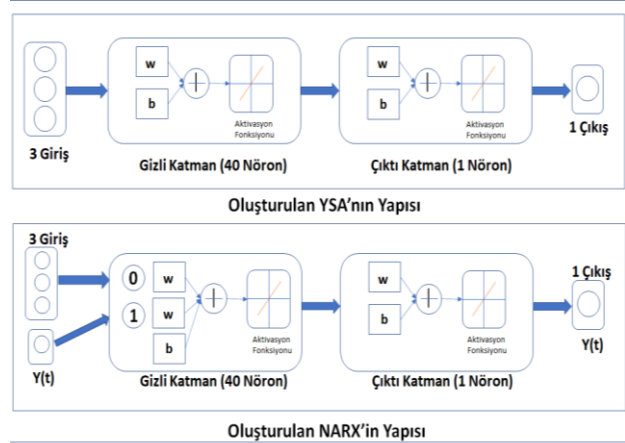 w
b
Aktivasyon
Fonksiyonu
w
b
Aktivasyon
Fonksiyonu
3 Giriş
Gizli Katman (40 Nöron)
Çıktı Katman (1 Nöron)
1 Çıkış
Oluşturulan YSA'nın Yapısı
3 Giriş
0
w
1
w
b
Aktivasyon
Fonksiyonu
w
b
Aktivasyon
Fonksiyonu
1 Çıkış
Y(t)
Y(t)
Gizli Katman (40 Nöron)
Çıktı Katman (1 Nöron)
Oluşturulan NARX'in Yapısı